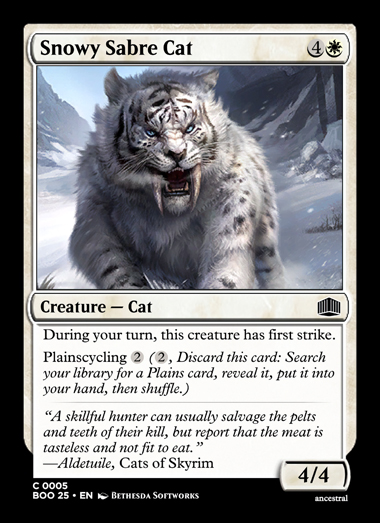 Snowy Sabre Cat 4
Creature — Cat
During your turn, this creature has first strike.
Plainscycling 2 (2, Discard this card: Search
your library for a Plains card, reveal it, put it into
your hand, then shuffle.)
“A skillful hunter can usually salvage the pelts
and teeth of their kill, but report that the meat is
tasteless and not fit to eat.”
—Aldetuile, Cats of Skyrim
4/4
C 0005
BOO 25 • EN Bethesda Softworks
ancestral